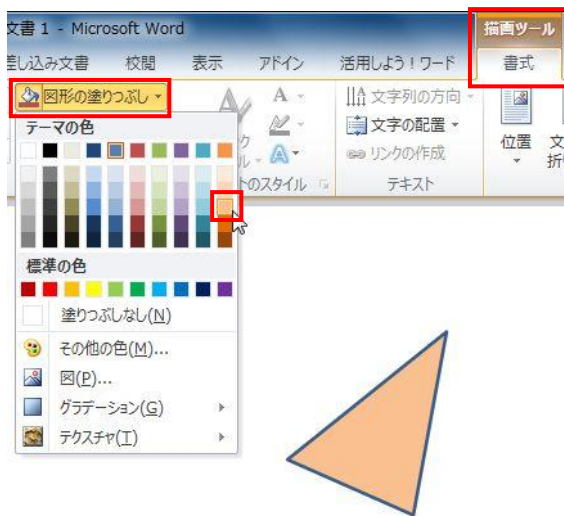 文書 1 - Microsoft Word
描画ツール
差し込み文書 校閲 表示 アドイン 活用しよう！ワード 書式
図形の塗りつぶし
A
文字列の方向
文字の配置
リンクの作成
位置
テキスト
テーマの色
標準の色
塗りつぶしなし(N)
その他の色(M)...
図(P)...
グラデーション(G)
テクスチャ(T)